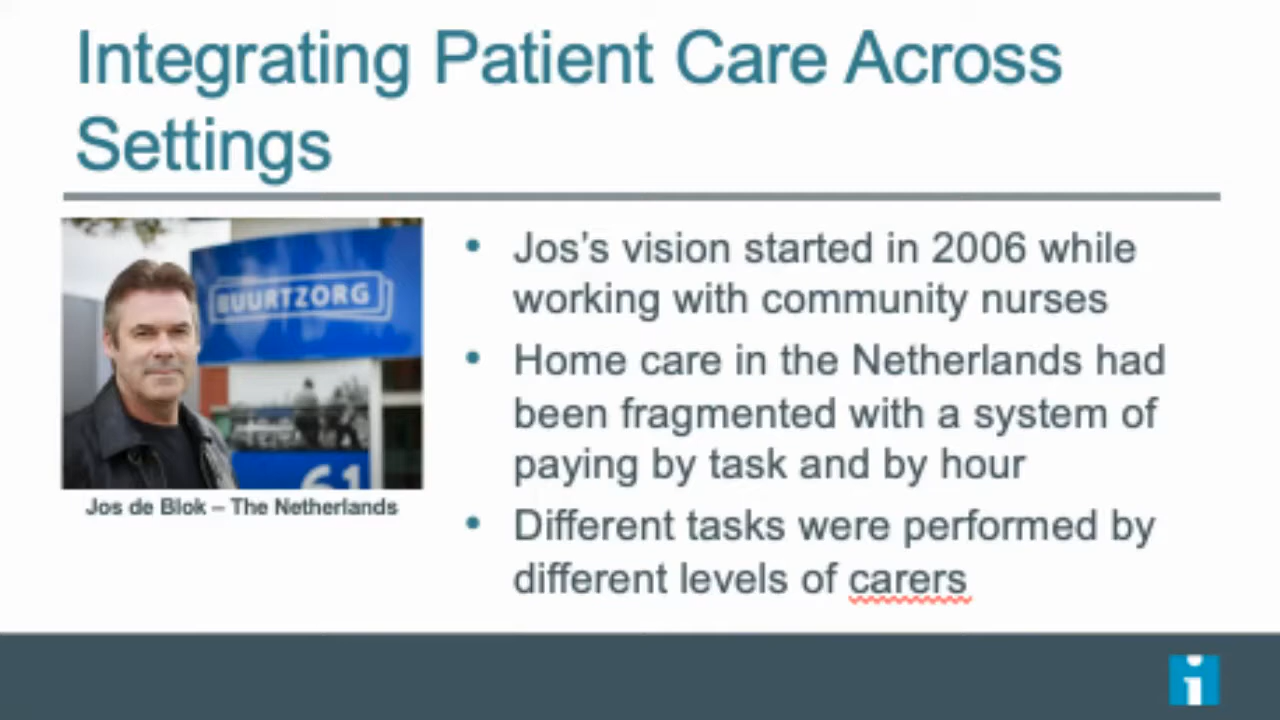 Integrating Patient Care Across
Settings
BUURTZORG
61
Jos de Blok – The Netherlands
• Jos’s vision started in 2006 while
working with community nurses
• Home care in the Netherlands had
been fragmented with a system of
paying by task and by hour
• Different tasks were performed by
different levels of carers
i